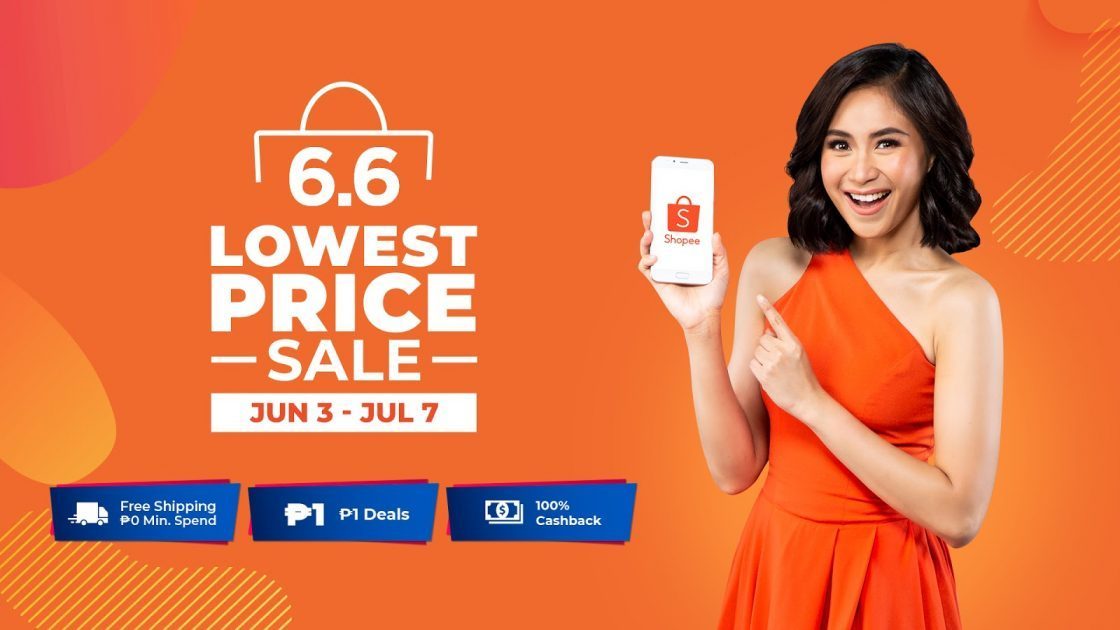 6.6
LOWEST
PRICE
SALE
JUN 3 - JUL 7
S
Shopee
Free Shipping
₱0 Min. Spend
₱1
₱1 Deals
$
100%
Cashback